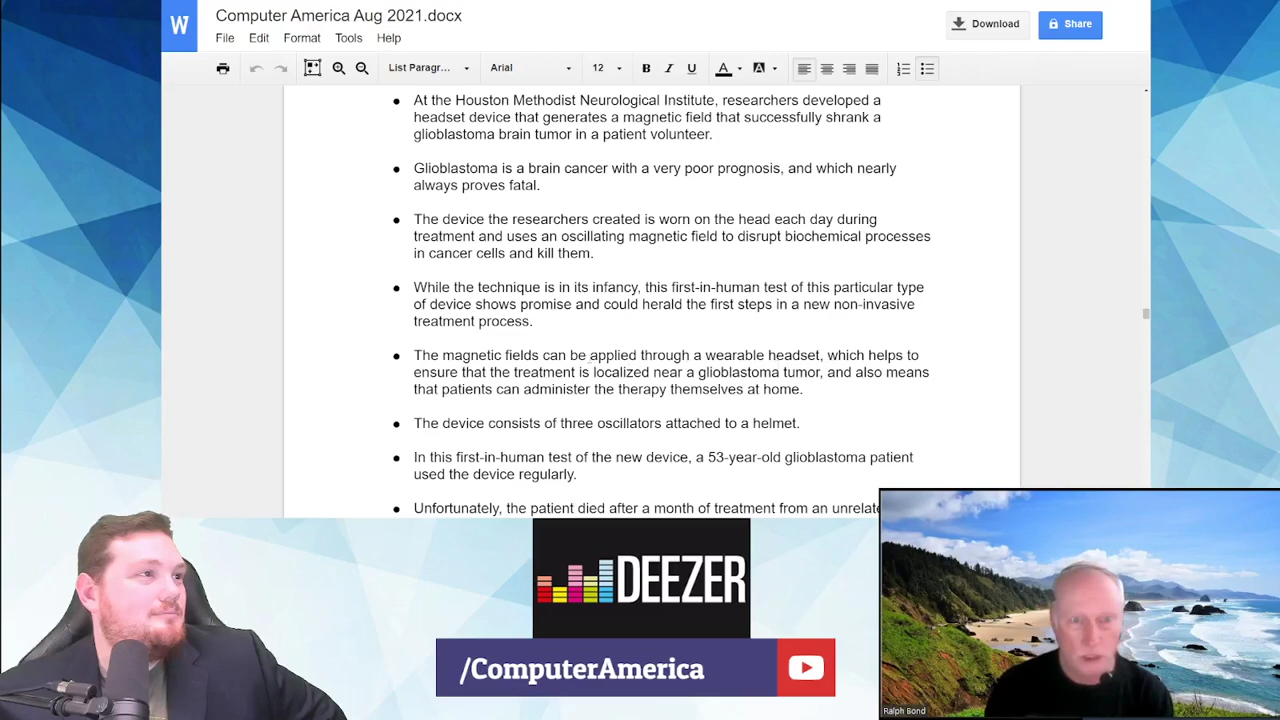 Computer America Aug 2021.docx
W
Download
Share
File Edit Format Tools Help
List Paragr... Arial 12 B I U A A
● At the Houston Methodist Neurological Institute, researchers developed a
headset device that generates a magnetic field that successfully shrank a
glioblastoma brain tumor in a patient volunteer.
● Glioblastoma is a brain cancer with a very poor prognosis, and which nearly
always proves fatal.
● The device the researchers created is worn on the head each day during
treatment and uses an oscillating magnetic field to disrupt biochemical processes
in cancer cells and kill them.
● While the technique is in its infancy, this first-in-human test of this particular type
of device shows promise and could herald the first steps in a new non-invasive
treatment process.
● The magnetic fields can be applied through a wearable headset, which helps to
ensure that the treatment is localized near a glioblastoma tumor, and also means
that patients can administer the therapy themselves at home.
● The device consists of three oscillators attached to a helmet.
● In this first-in-human test of the new device, a 53-year-old glioblastoma patient
used the device regularly.
● Unfortunately, the patient died after a month of treatment from an unrelate
DEEZER
/ComputerAmerica
Ralph Bond